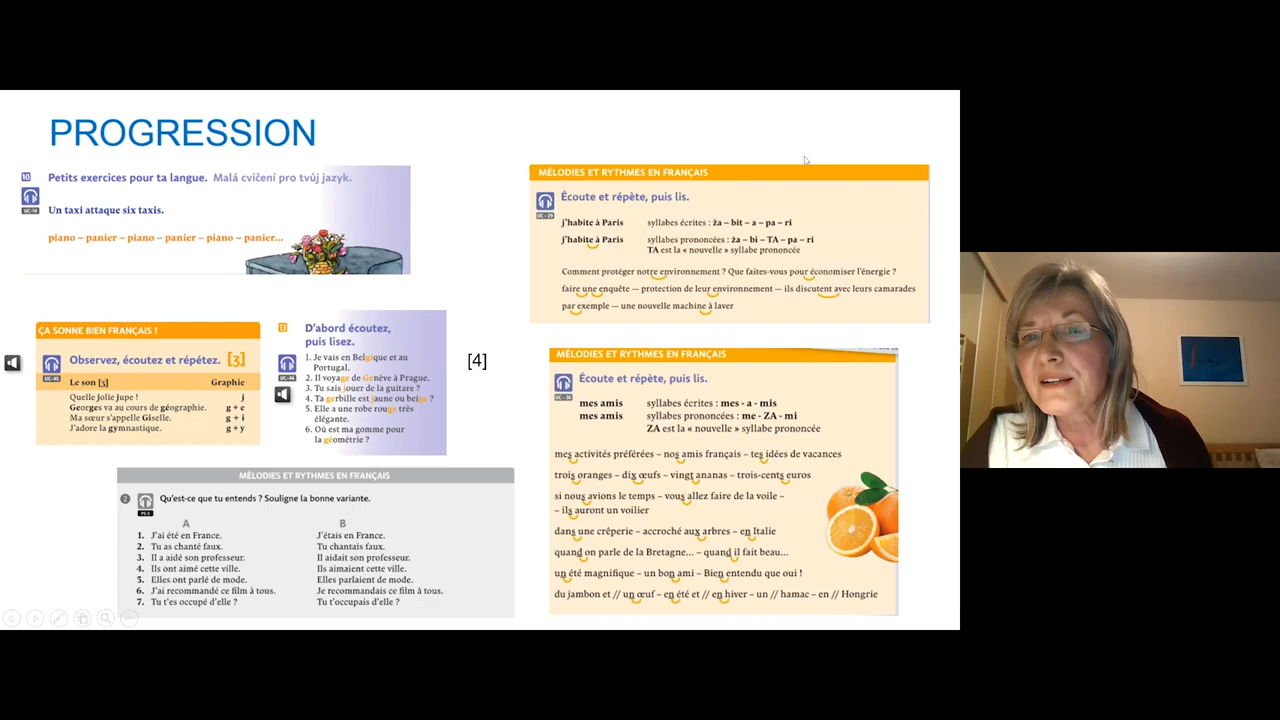 PROGRESSION
10
Petits exercices pour ta langue. Malá cvičení pro tvůj jazyk.
UC-14
Un taxi attaque six taxis.
piano – panier – piano – panier – piano – panier...
ÇA SONNE BIEN FRANÇAIS !
Observez, écoutez et répétez. [ʒ]
UC-45
Le son [ʒ] Graphie
Quelle jolie jupe ! j
Georges va au cours de géographie. g + e
Ma sœur s'appelle Giselle. g + i
J'adore la gymnastique. g + y
13
D'abord écoutez,
puis lisez.
UC-46
1. Je vais en Belgique et au
Portugal.
2. Il voyage de Genève à Prague.
3. Tu sais jouer de la guitare ?
4. Ta gerbille est jaune ou beige ?
5. Elle a une robe rouge très
élégante.
6. Où est ma gomme pour
la géométrie ?
[4]
MÉLODIES ET RYTHMES EN FRANÇAIS
2
Qu'est-ce que tu entends ? Souligne la bonne variante.
PS-5
A B
1. J'ai été en France. J'étais en France.
2. Tu as chanté faux. Tu chantais faux.
3. Il a aidé son professeur. Il aidait son professeur.
4. Ils ont aimé cette ville. Ils aimaient cette ville.
5. Elles ont parlé de mode. Elles parlaient de mode.
6. J'ai recommandé ce film à tous. Je recommandais ce film à tous.
7. Tu t'es occupé d'elle ? Tu t'occupais d'elle ?
MÉLODIES ET RYTHMES EN FRANÇAIS
Écoute et répète, puis lis.
UC-29
j'habite à Paris syllabes écrites : ža – bit – a – pa – ri
j'habite à Paris syllabes prononcées : ža – bi – TA – pa – ri
TA est la « nouvelle » syllabe prononcée
Comment protéger notre environnement ? Que faites-vous pour économiser l'énergie ?
faire une enquête — protection de leur environnement — ils discutent avec leurs camarades
par exemple — une nouvelle machine à laver
MÉLODIES ET RYTHMES EN FRANÇAIS
Écoute et répète, puis lis.
UC-36
mes amis syllabes écrites : mes - a - mis
mes amis syllabes prononcées : me - ZA - mi
ZA est la « nouvelle » syllabe prononcée
mes activités préférées – nos amis français – tes idées de vacances
trois oranges – dix œufs – vingt ananas – trois-cents euros
si nous avions le temps – vous allez faire de la voile –
– ils auront un voilier
dans une crêperie – accroché aux arbres – en Italie
quand on parle de la Bretagne... – quand il fait beau...
un été magnifique – un bon ami – Bien entendu que oui !
du jambon et // un œuf – en été et // en hiver – un // hamac – en // Hongrie